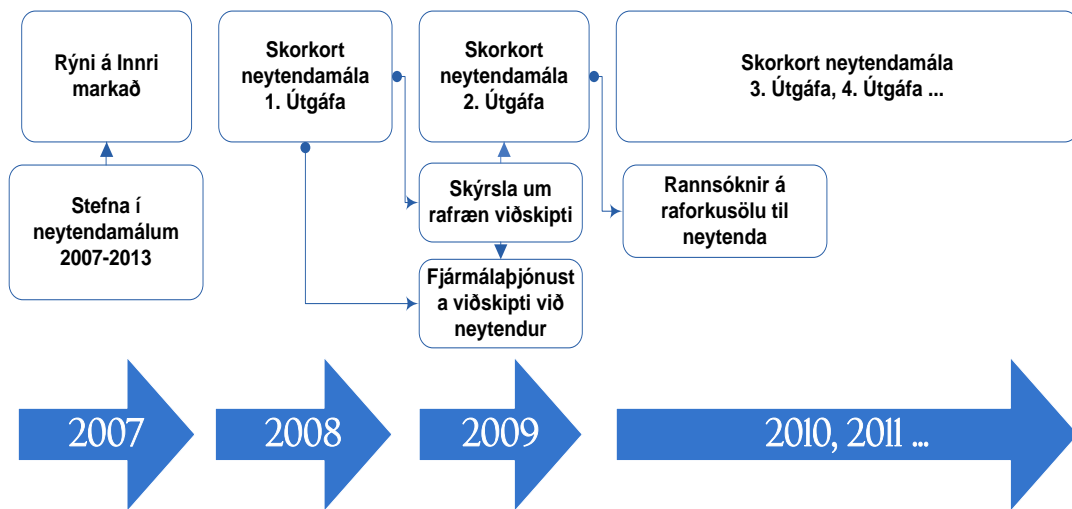 Rýni á Innri
markað
Stefna í
neytendamálum
2007-2013
Skorkort
neytendamála
1. Útgáfa
Skorkort
neytendamála
2. Útgáfa
Skýrsla um
rafræn viðskipti
Fjármálaþjónust
a viðskipti við
neytendur
Skorkort neytendamála
3. Útgáfa, 4. Útgáfa ...
Rannsóknir á
raforkusölu til
neytenda
2007
2008
2009
2010, 2011 ...